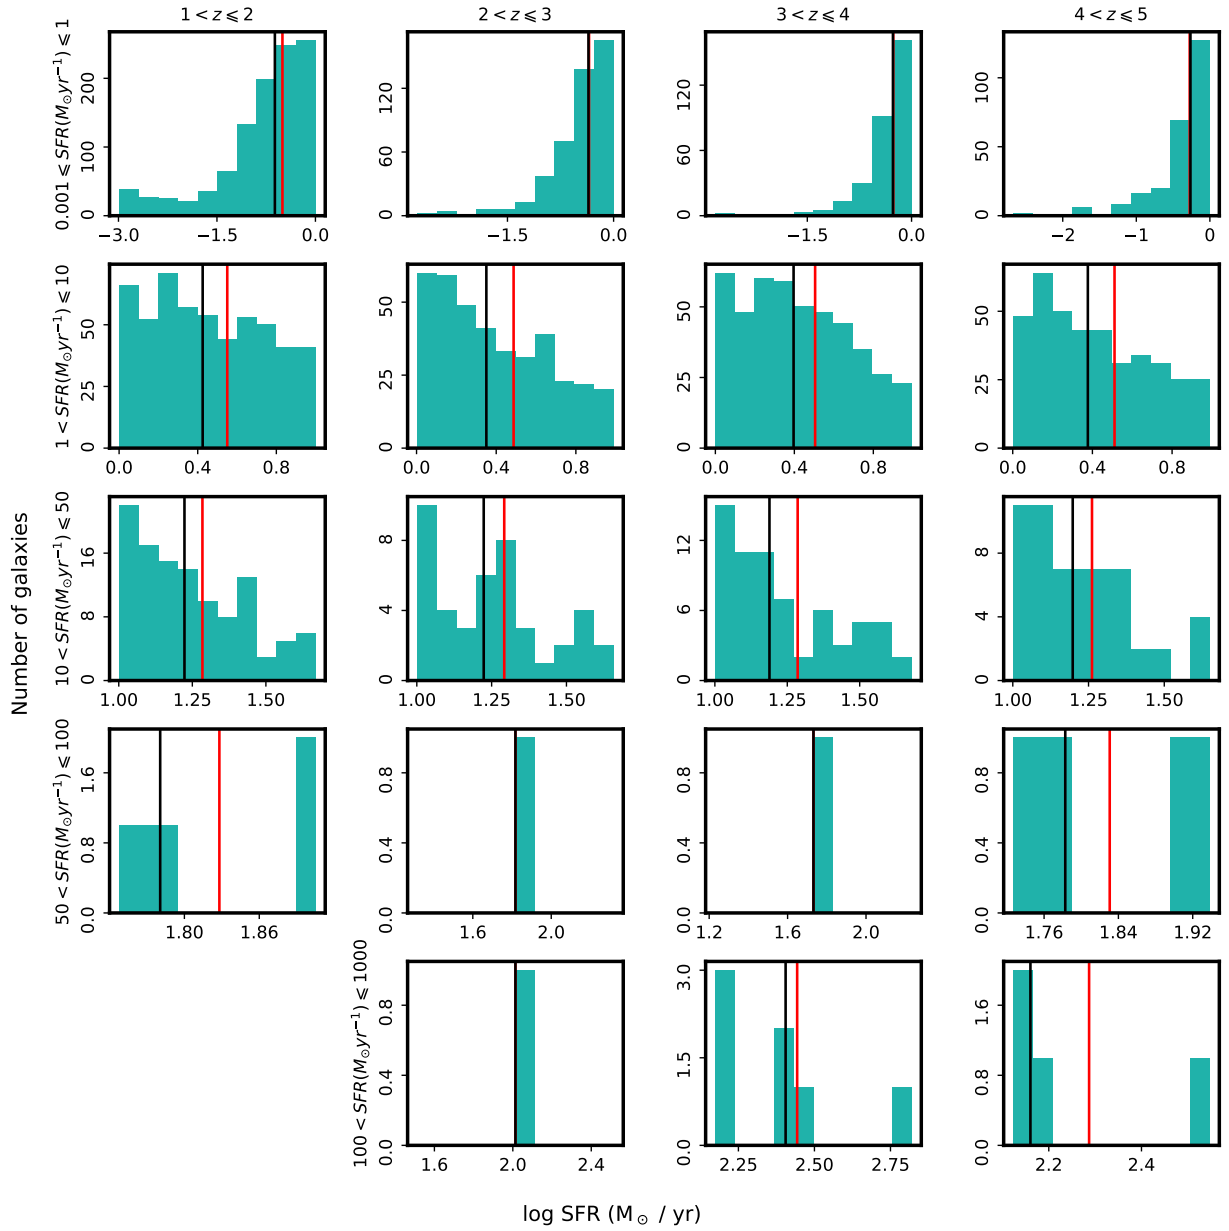 1 < z ⩽ 2
2 < z ⩽ 3
3 < z ⩽ 4
4 < z ⩽ 5
0.001 ⩽ SFR(M⊙yr−1) ⩽ 1
0 100 200
−3.0 −1.5 0.0
0 60 120
−1.5 0.0
0 60 120
−1.5 0.0
0 50 100
−2 −1 0
1 < SFR(M⊙yr−1) ⩽ 10
0 25 50
0.0 0.4 0.8
0 25 50
0.0 0.4 0.8
0 25 50
0.0 0.4 0.8
0 25 50
0.0 0.4 0.8
Number of galaxies
10 < SFR(M⊙yr−1) ⩽ 50
0 8 16
1.00 1.25 1.50
0 4 8
1.00 1.25 1.50
0 6 12
1.00 1.25 1.50
0 4 8
1.00 1.25 1.50
50 < SFR(M⊙yr−1) ⩽ 100
0.0 0.8 1.6
1.80 1.86
0.0 0.4 0.8
1.6 2.0
0.0 0.4 0.8
1.2 1.6 2.0
0.0 0.4 0.8
1.76 1.84 1.92
100 < SFR(M⊙yr−1) ⩽ 1000
0.0 0.4 0.8
1.6 2.0 2.4
0.0 1.5 3.0
2.25 2.50 2.75
0.0 0.8 1.6
2.2 2.4
log SFR (M⊙ / yr)